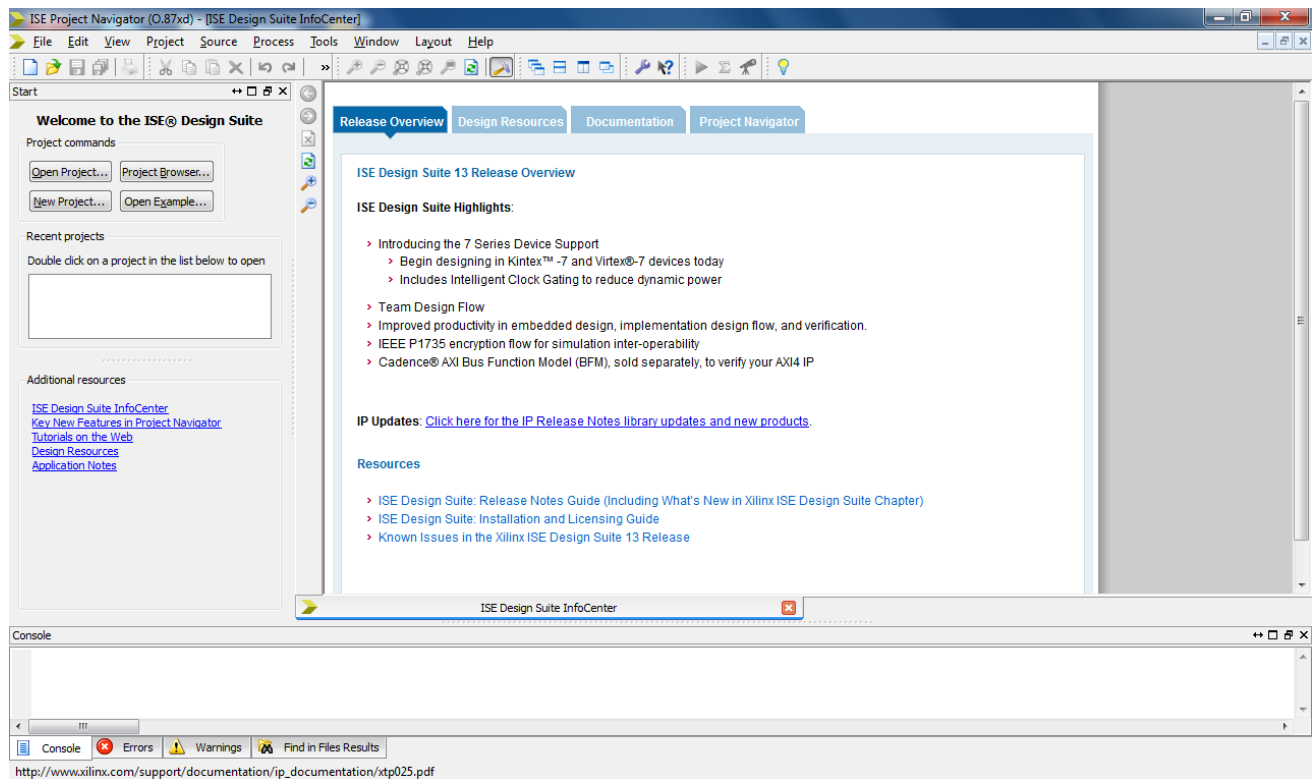 ISE Project Navigator (O.87xd) - [ISE Design Suite InfoCenter]
File Edit View Project Source Process Tools Window Layout Help
Start
Welcome to the ISE® Design Suite
Project commands
Open Project... Project Browser...
New Project... Open Example...
Recent projects
Double click on a project in the list below to open
Additional resources
ISE Design Suite InfoCenter
Key New Features in Project Navigator
Tutorials on the Web
Design Resources
Application Notes
Release Overview Design Resources Documentation Project Navigator
ISE Design Suite 13 Release Overview
ISE Design Suite Highlights:
Introducing the 7 Series Device Support
Begin designing in Kintex™ -7 and Virtex®-7 devices today
Includes Intelligent Clock Gating to reduce dynamic power
Team Design Flow
Improved productivity in embedded design, implementation design flow, and verification.
IEEE P1735 encryption flow for simulation inter-operability
Cadence® AXI Bus Function Model (BFM), sold separately, to verify your AXI4 IP
IP Updates: Click here for the IP Release Notes library updates and new products.
Resources
ISE Design Suite: Release Notes Guide (Including What's New in Xilinx ISE Design Suite Chapter)
ISE Design Suite: Installation and Licensing Guide
Known Issues in the Xilinx ISE Design Suite 13 Release
ISE Design Suite InfoCenter
Console
Console Errors Warnings Find in Files Results
http://www.xilinx.com/support/documentation/ip_documentation/xtp025.pdf